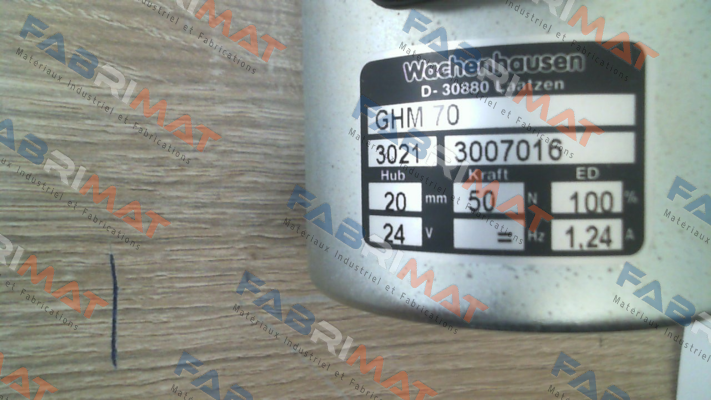 Wachenhausen
D- 30880 Laatzen
GHM 70
3021 3007016
Hub Kraft ED
20 mm 50 N 100 %
24 V = Hz 1,24 A
FABRIMAT
Materiaux Industriel et Fabrications